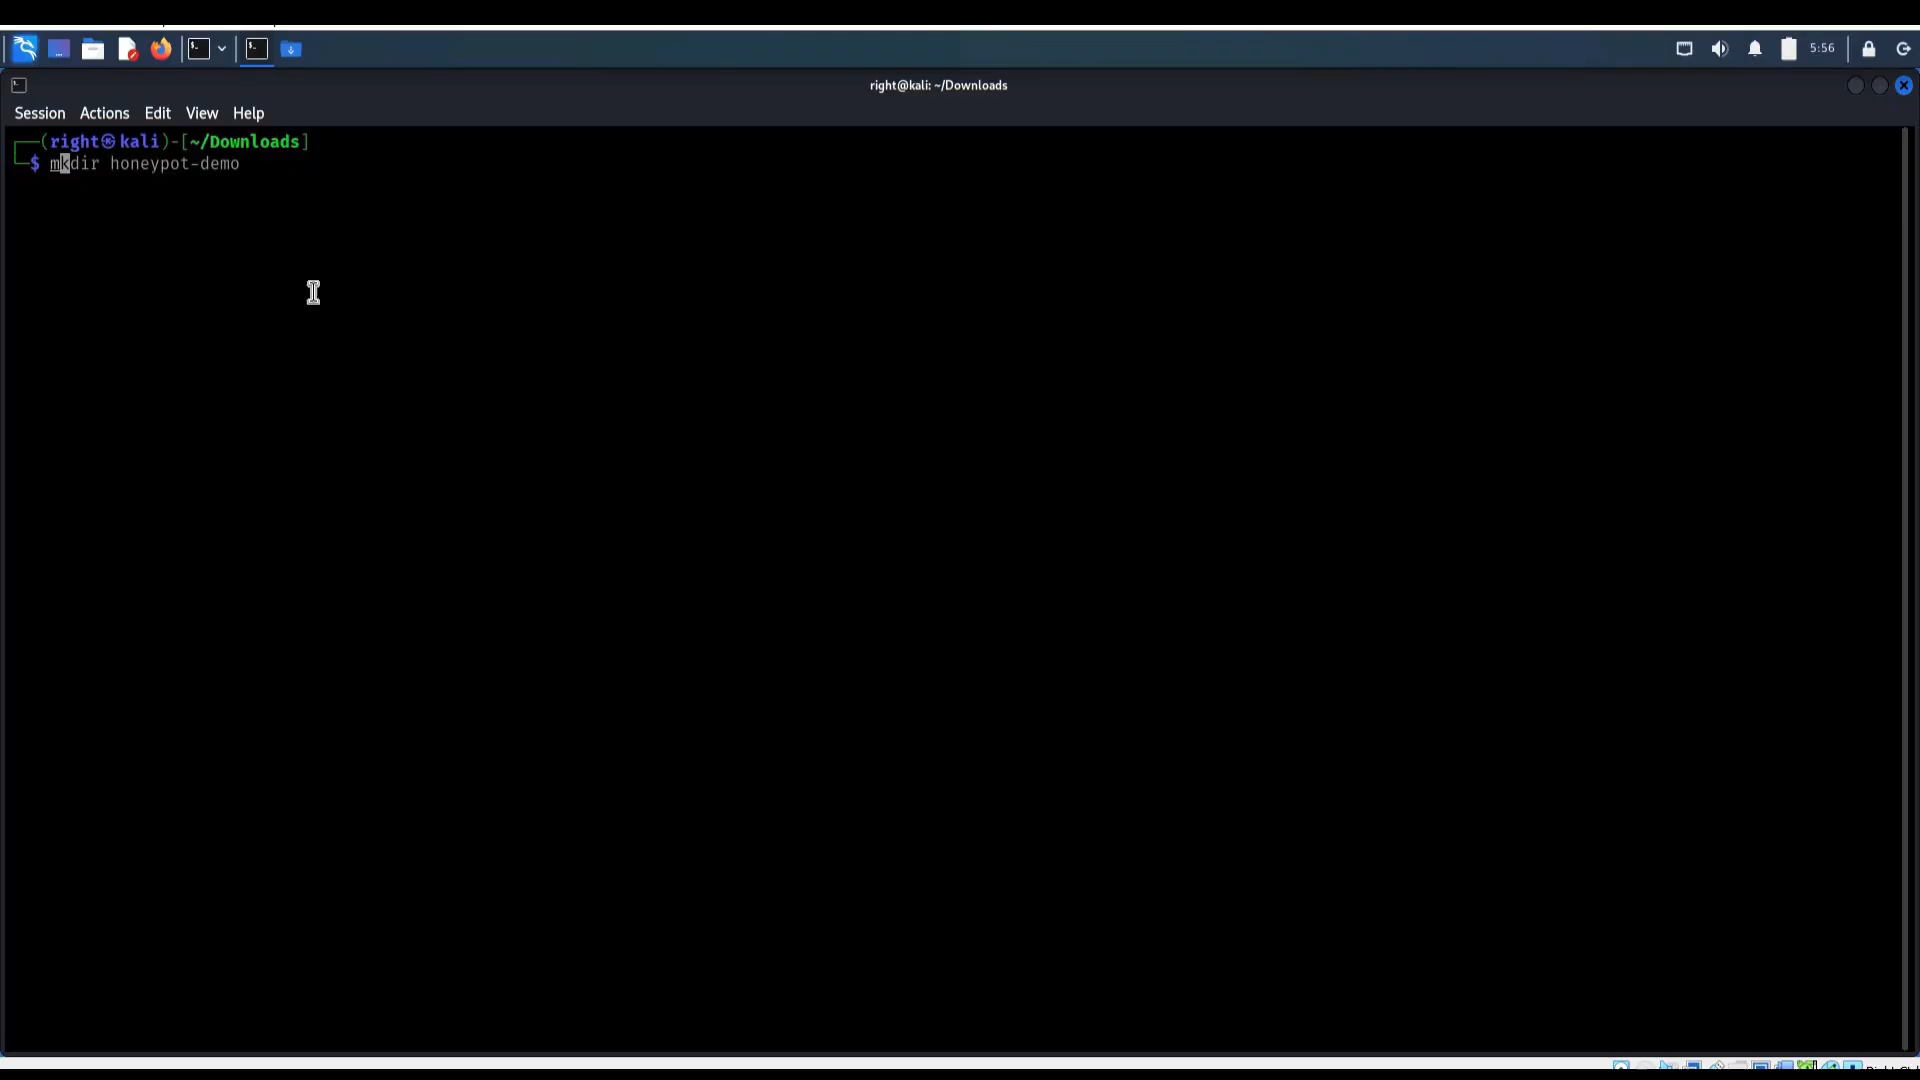 5:56
right@kali: ~/Downloads
Session Actions Edit View Help
(right㉿kali)-[~/Downloads]
$ mkdir honeypot-demo